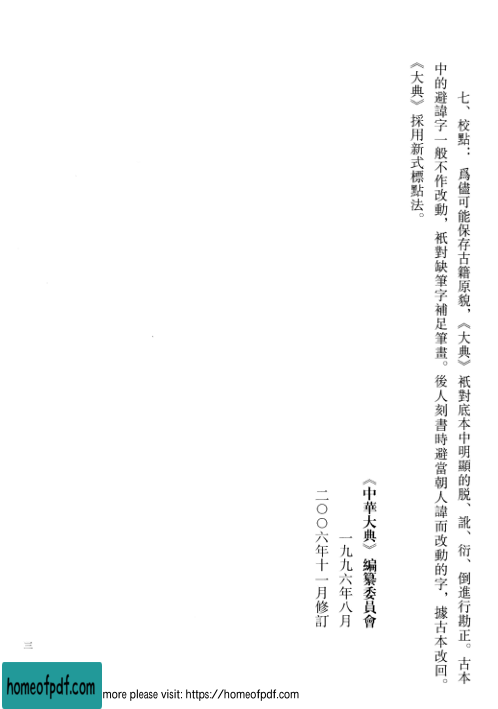 七、校點：爲儘可能保存古籍原貌，《大典》衹對底本中明顯的脱、訛、衍、倒進行勘正。古本
中的避諱字一般不作改動，衹對缺筆字補足筆畫。後人刻書時避當朝人諱而改動的字，據古本改回。
《大典》採用新式標點法。
《中華大典》編纂委員會
一九九六年八月
二〇〇六年十一月修訂
三
homeofpdf.com
more please visit: https://homeofpdf.com